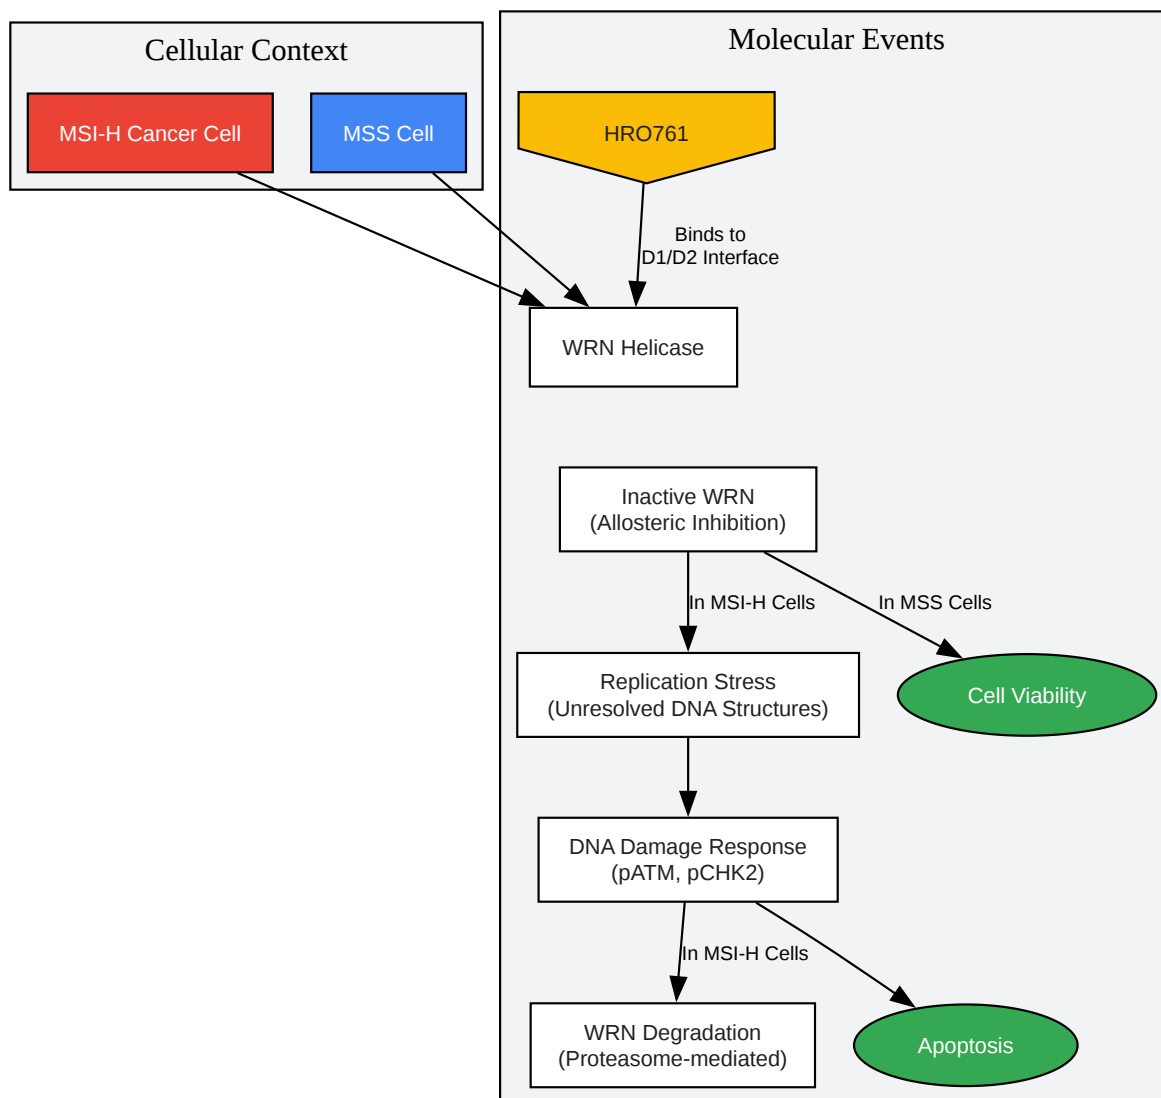 Cellular Context
MSI-H Cancer Cell
MSS Cell
Molecular Events
HRO761
Binds to
D1/D2 Interface
WRN Helicase
Inactive WRN
(Allosteric Inhibition)
In MSI-H Cells
In MSS Cells
Replication Stress
(Unresolved DNA Structures)
Cell Viability
DNA Damage Response
(pATM, pCHK2)
In MSI-H Cells
WRN Degradation
(Proteasome-mediated)
Apoptosis